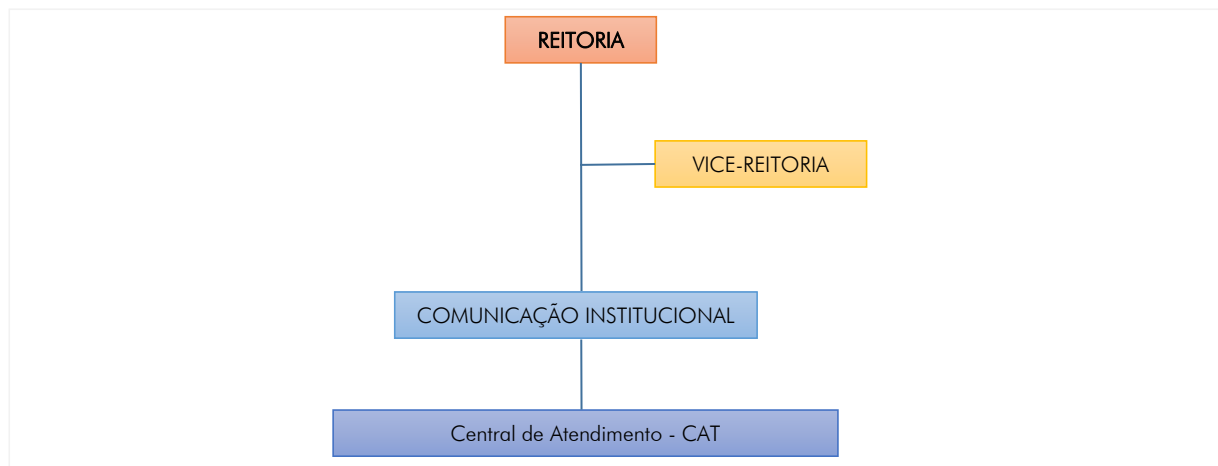 REITORIA
VICE-REITORIA
COMUNICAÇÃO INSTITUCIONAL
Central de Atendimento - CAT